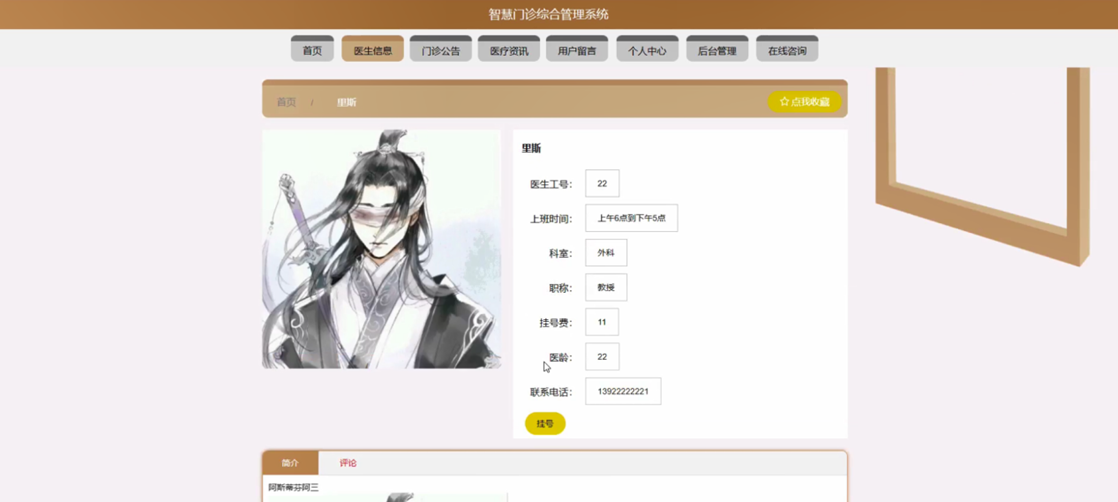 智慧门诊综合管理系统
首页 医生信息 门诊公告 医疗资讯 用户留言 个人中心 后台管理 在线咨询
首页 / 里斯 ☆点我收藏
里斯
医生工号: 22
上班时间: 上午6点到下午5点
科室: 外科
职称: 教授
挂号费: 11
医龄: 22
联系电话: 13922222221
挂号
简介 评论
阿斯蒂芬阿三